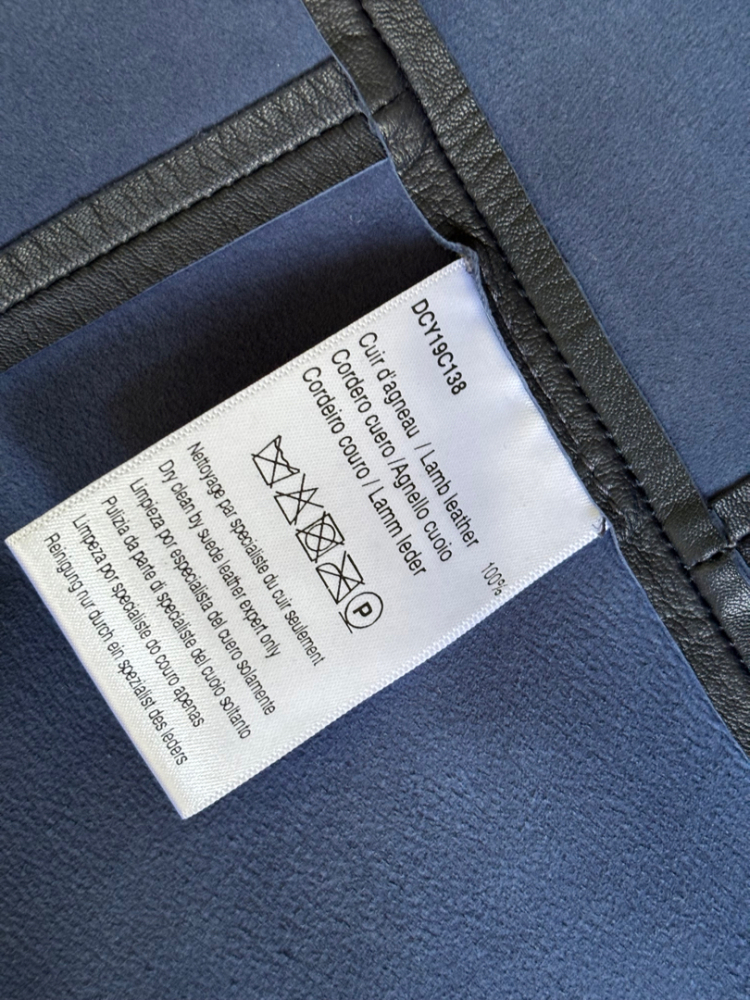 DCY19C138
Cuir d'agneau / Lamb leather
Cordero cuero /Agnello cuoio
Cordeiro couro / Lamm leder
100%
P
Nettoyage par specialiste du cuir seulement
Dry clean by suede leather expert only
Limpieza por especialista del cuero solamente
Pulizia da parte di specialiste del cuoio soltanto
Limpeza por specialiste do couro apenas
Reinigung nur durch ein spezialist des leders